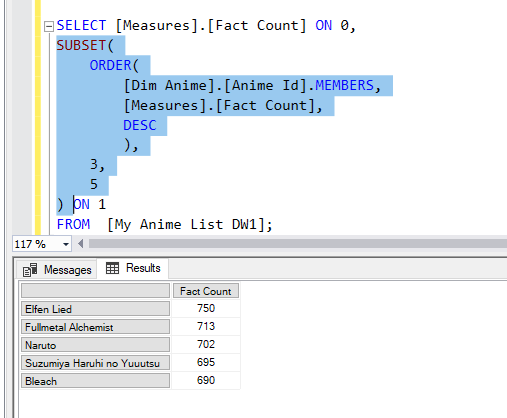 SELECT [Measures].[Fact Count] ON 0,
SUBSET(
ORDER(
[Dim Anime].[Anime Id].MEMBERS,
[Measures].[Fact Count],
DESC
),
3,
5
) ON 1
FROM [My Anime List DW1];
117 %
Messages Results
Fact Count
Elfen Lied 750
Fullmetal Alchemist 713
Naruto 702
Suzumiya Haruhi no Yuuutsu 695
Bleach 690